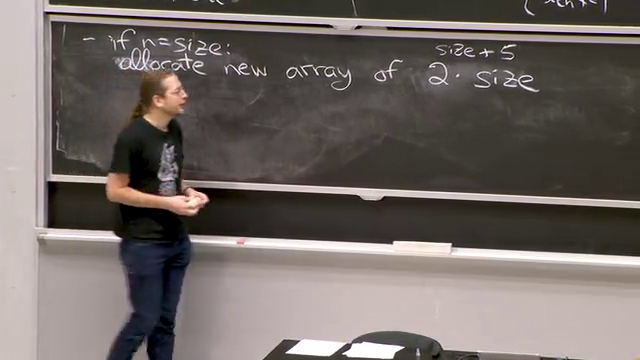 - if n=size:
size + 5
allocate new array of 2 · size